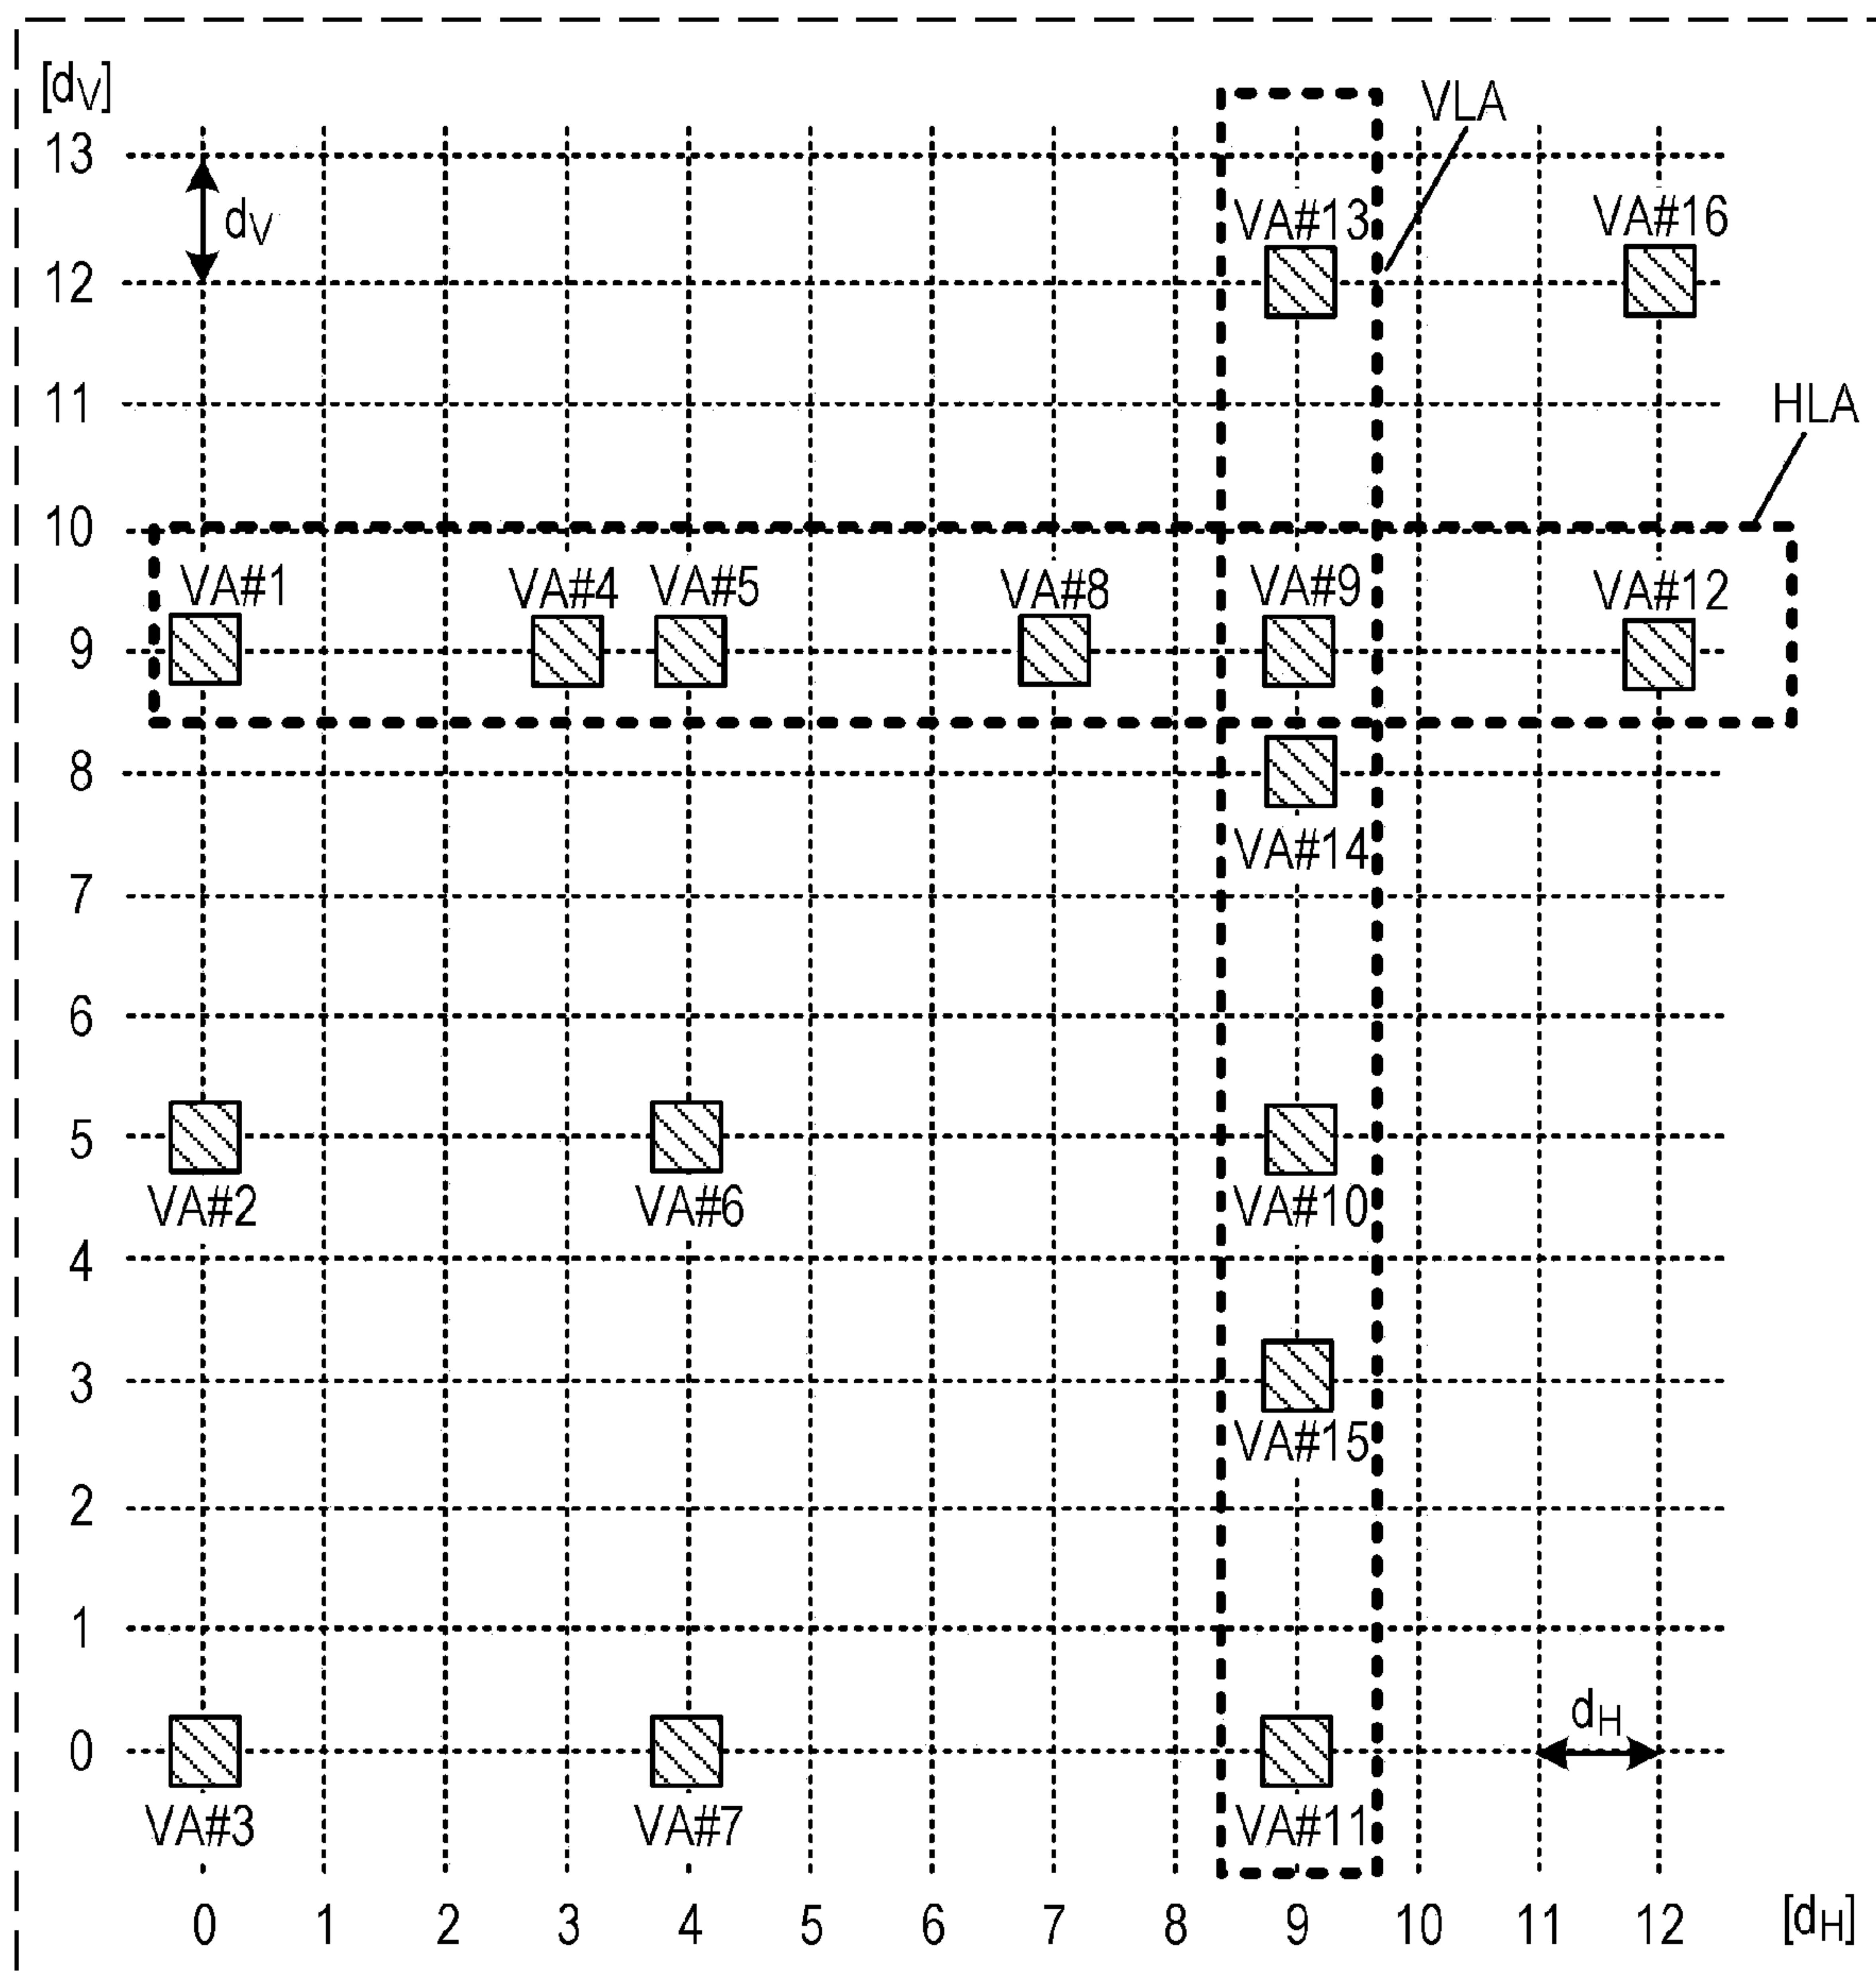 [dV]
VLA
13
VA#13
VA#16
dV
12
11
HLA
10
VA#1
VA#4
VA#5
VA#8
VA#9
VA#12
9
8
VA#14
7
6
5
VA#2
VA#6
VA#10
4
3
VA#15
2
1
dH
0
VA#3
VA#7
VA#11
0 1 2 3 4 5 6 7 8 9 10 11 12 [dH]